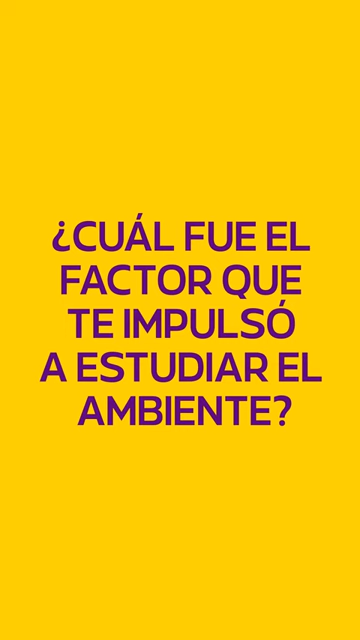 ¿CUÁL FUE EL
FACTOR QUE
TE IMPULSÓ
A ESTUDIAR EL
AMBIENTE?